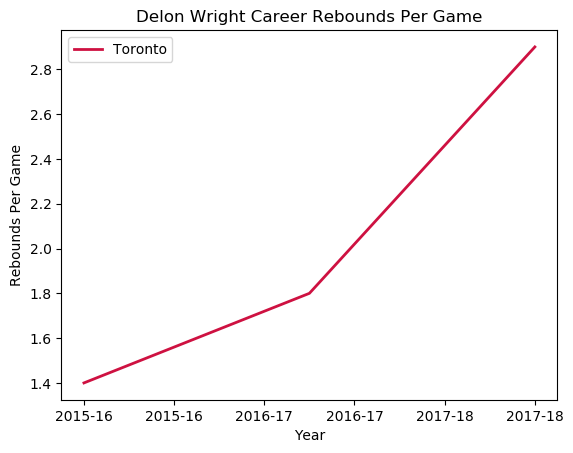 Delon Wright Career Rebounds Per Game
Toronto
Rebounds Per Game
2.8
2.6
2.4
2.2
2.0
1.8
1.6
1.4
2015-16 2015-16 2016-17 2016-17 2017-18 2017-18
Year